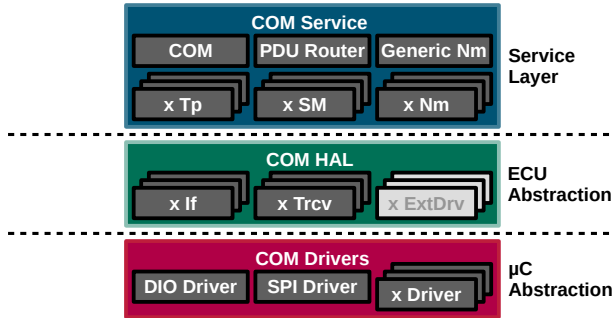 COM Service
COM PDU Router Generic Nm
x Tp x SM x Nm
Service
Layer
COM HAL
x If x Trcv x ExtDrv
ECU
Abstraction
COM Drivers
DIO Driver SPI Driver x Driver
µC
Abstraction